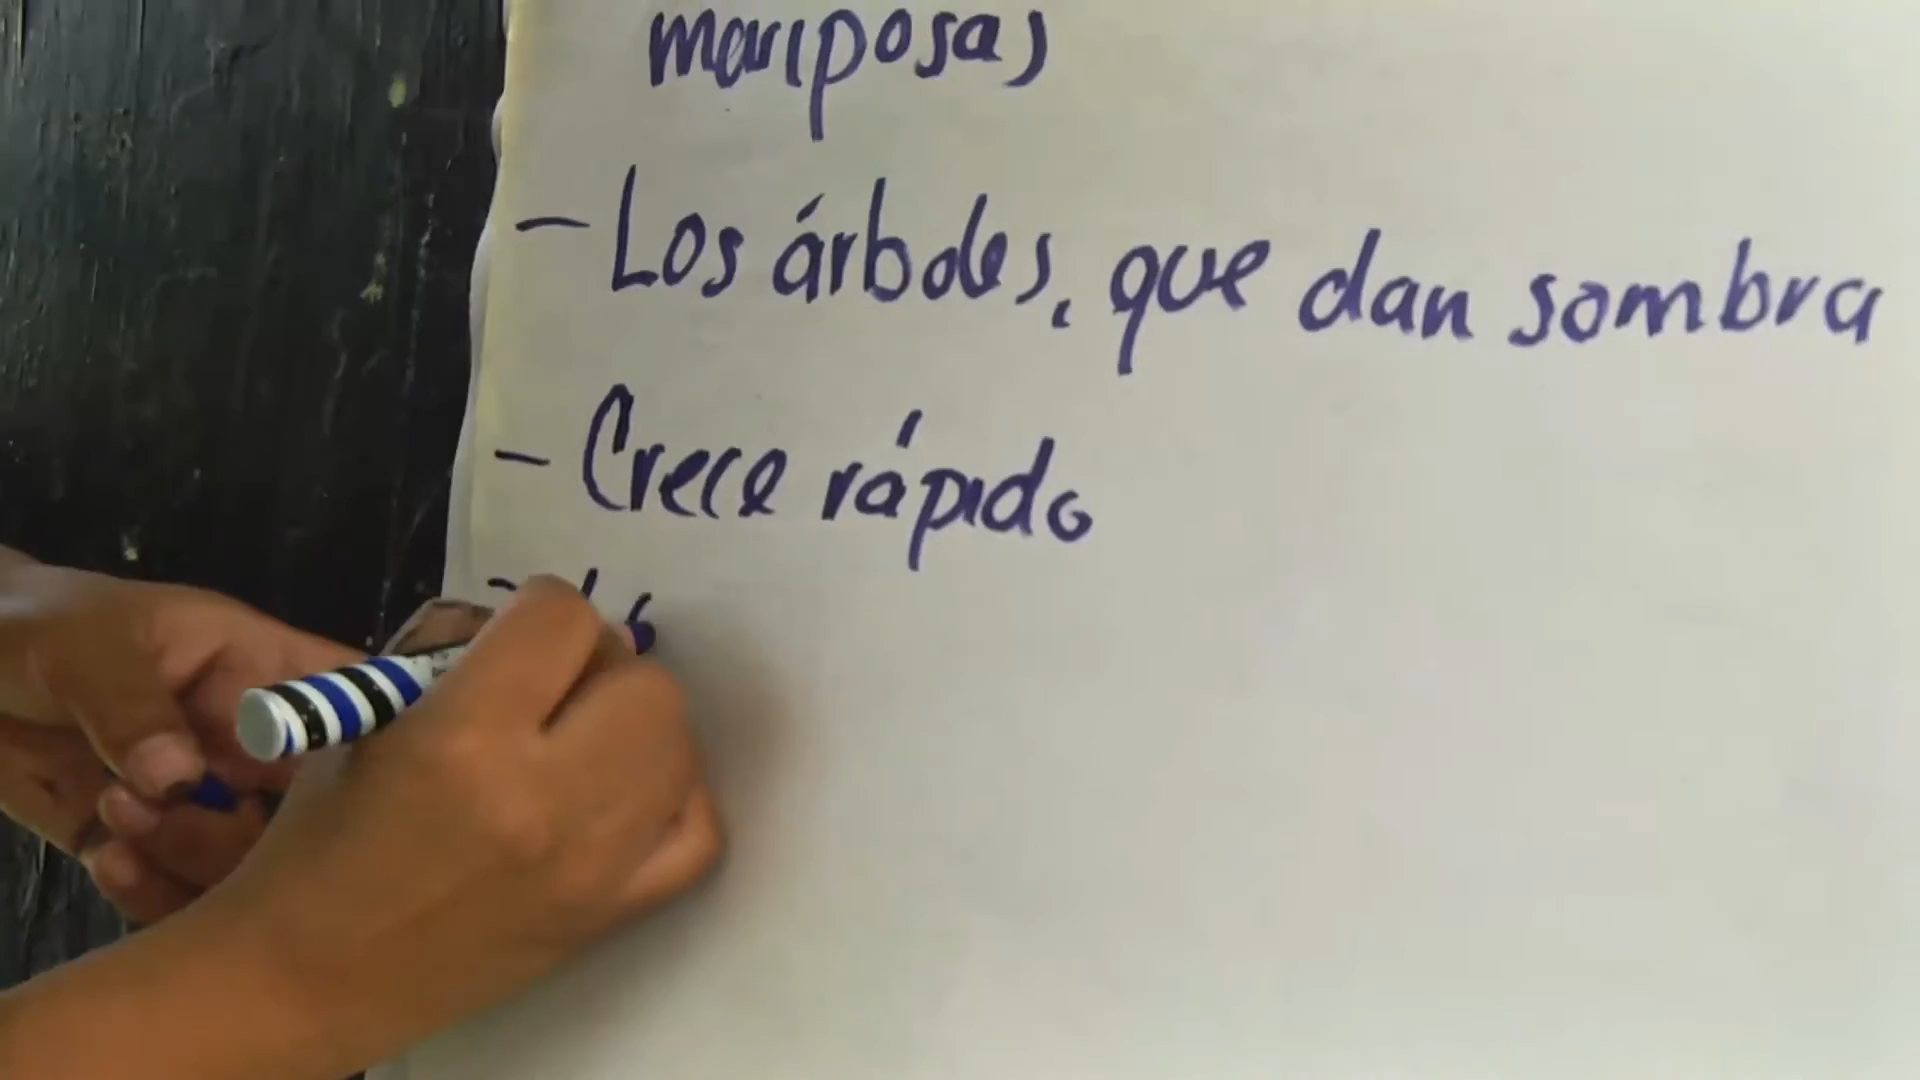 mariposas
- Los árboles, que dan sombra
- Crece rápido
-